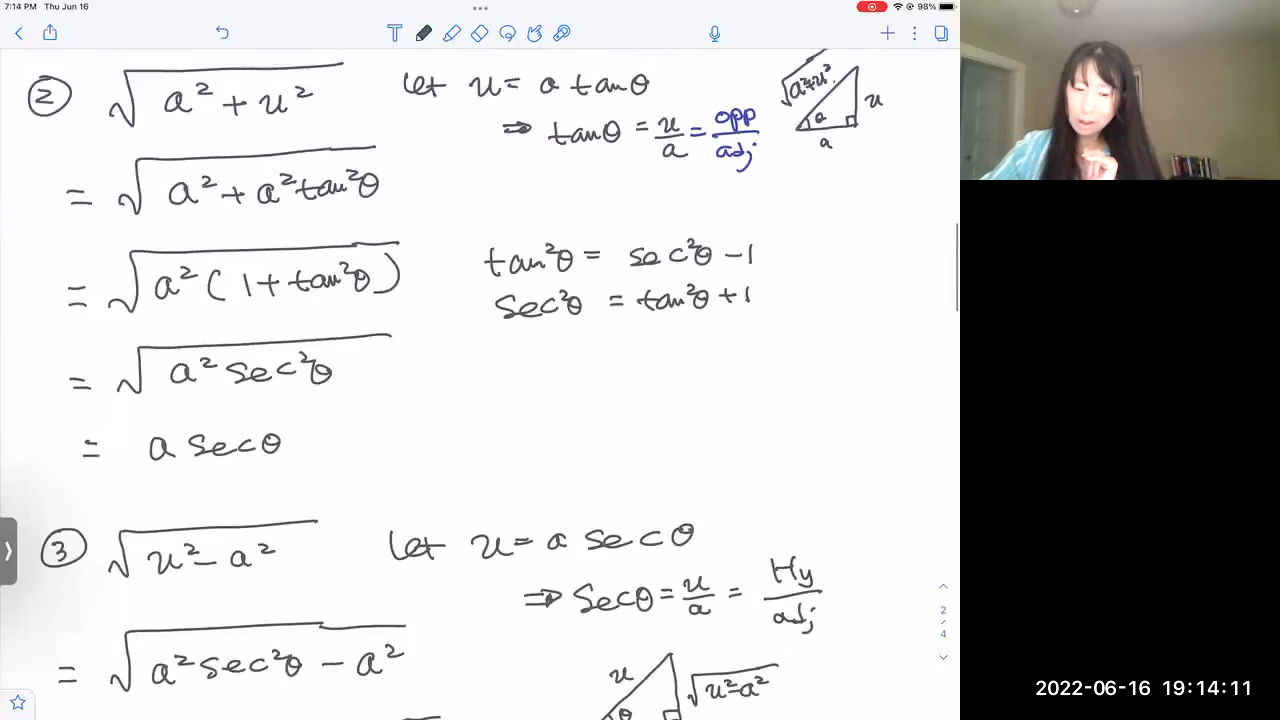 7:14 PM Thu Jun 16
98%
② √(a² + u²) let u = a tanθ
⇒ tanθ = u/a = opp/adj
√(a²+u²)
u
θ
a
= √(a² + a²tan²θ)
= √(a²(1 + tan²θ))
tan²θ = sec²θ − 1
sec²θ = tan²θ + 1
= √(a² sec²θ)
= a secθ
③ √(u² − a²) let u = a secθ
⇒ secθ = u/a = Hy/adj
= √(a²sec²θ − a²)
u
√(u²−a²)
θ
2/4
2022-06-16 19:14:11